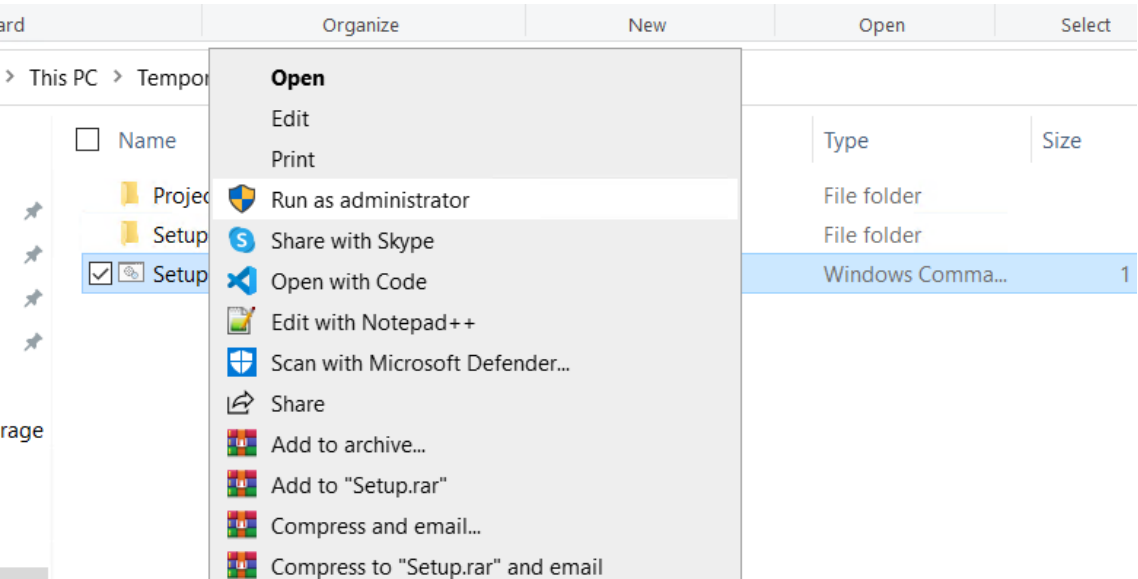 ard Organize New Open Select
This PC Tempor
Name Type Size
Projec File folder
Setup File folder
Setup Windows Comma... 1
rage
Open
Edit
Print
Run as administrator
Share with Skype
Open with Code
Edit with Notepad++
Scan with Microsoft Defender...
Share
Add to archive...
Add to "Setup.rar"
Compress and email...
Compress to "Setup.rar" and email